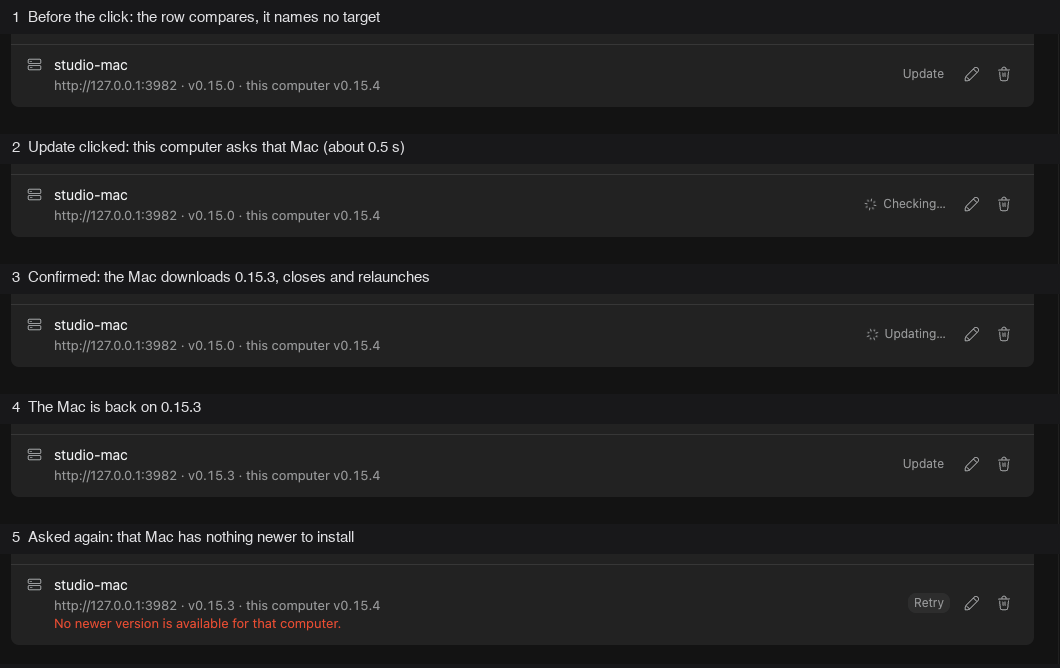 1 Before the click: the row compares, it names no target
studio-mac
http://127.0.0.1:3982 · v0.15.0 · this computer v0.15.4
Update
2 Update clicked: this computer asks that Mac (about 0.5 s)
studio-mac
http://127.0.0.1:3982 · v0.15.0 · this computer v0.15.4
Checking...
3 Confirmed: the Mac downloads 0.15.3, closes and relaunches
studio-mac
http://127.0.0.1:3982 · v0.15.0 · this computer v0.15.4
Updating...
4 The Mac is back on 0.15.3
studio-mac
http://127.0.0.1:3982 · v0.15.3 · this computer v0.15.4
Update
5 Asked again: that Mac has nothing newer to install
studio-mac
http://127.0.0.1:3982 · v0.15.3 · this computer v0.15.4
No newer version is available for that computer.
Retry